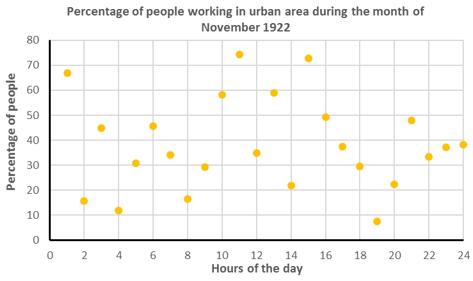 Percentage of people working in urban area during the month of
November 1922
Percentage of people
80
70
60
50
40
30
20
10
0
0 2 4 6 8 10 12 14 16 18 20 22 24
Hours of the day